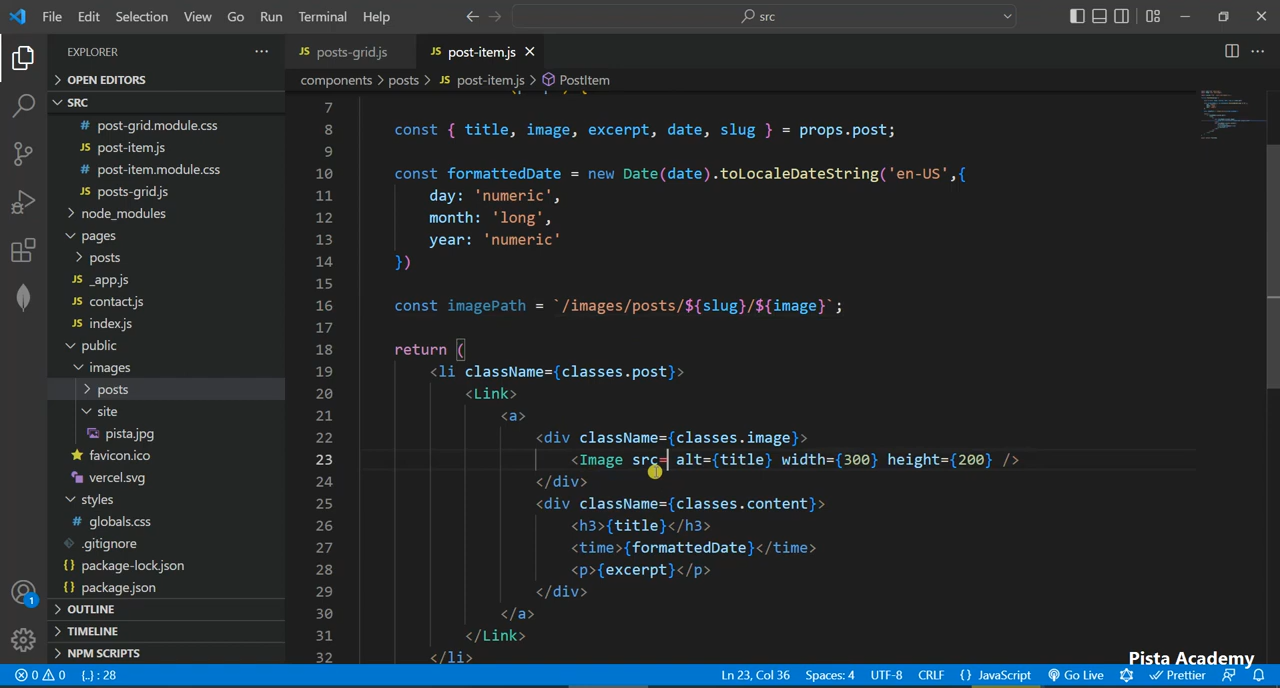 File Edit Selection View Go Run Terminal Help
src
EXPLORER
OPEN EDITORS
SRC
# post-grid.module.css
JS post-item.js
# post-item.module.css
JS posts-grid.js
node_modules
pages
posts
JS _app.js
JS contact.js
JS index.js
public
images
posts
site
pista.jpg
favicon.ico
vercel.svg
styles
# globals.css
.gitignore
{} package-lock.json
{} package.json
OUTLINE
TIMELINE
NPM SCRIPTS
1
JS posts-grid.js
JS post-item.js
components > posts > JS post-item.js > PostItem
7
8 const { title, image, excerpt, date, slug } = props.post;
9
10 const formattedDate = new Date(date).toLocaleDateString('en-US',{
11 day: 'numeric',
12 month: 'long',
13 year: 'numeric'
14 })
15
16 const imagePath = `/images/posts/${slug}/${image}`;
17
18 return (
19 <li className={classes.post}>
20 <Link>
21 <a>
22 <div className={classes.image}>
23 <Image src= alt={title} width={300} height={200} />
24 </div>
25 <div className={classes.content}>
26 <h3>{title}</h3>
27 <time>{formattedDate}</time>
28 <p>{excerpt}</p>
29 </div>
30 </a>
31 </Link>
32 </li>
Pista Academy
0 0 {..} : 28
Ln 23, Col 36 Spaces: 4 UTF-8 CRLF {} JavaScript Go Live Prettier